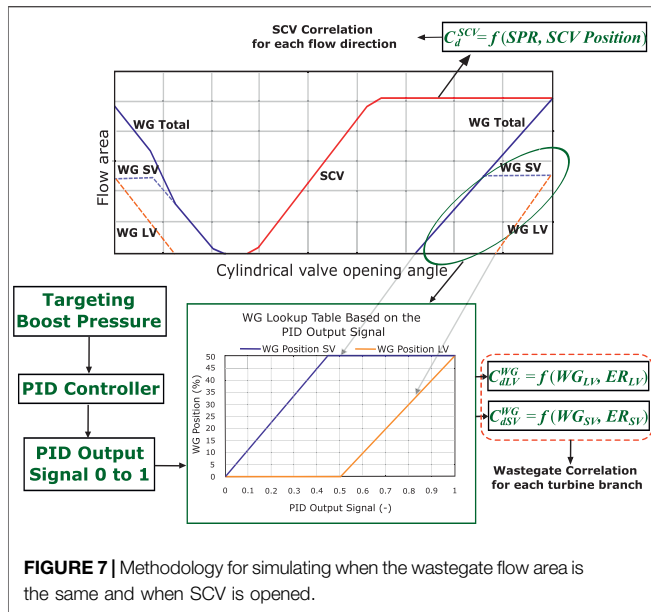 SCV Correlation
for each flow direction
C_d^SCV = f (SPR, SCV Position)
WG Total
WG SV
WG LV
SCV
WG Total
WG SV
WG LV
Flow area
Cylindrical valve opening angle
Targeting
Boost Pressure
PID Controller
PID Output
Signal 0 to 1
WG Lookup Table Based on the
PID Output Signal
WG Position SV
WG Position LV
WG Position (%)
50
45
40
35
30
25
20
15
10
5
0
0 0.1 0.2 0.3 0.4 0.5 0.6 0.7 0.8 0.9 1
PID Output Signal (-)
C_dLV^WG = f (WG_LV, ER_LV)
C_dSV^WG = f (WG_SV, ER_SV)
Wastegate Correlation
for each turbine branch
FIGURE 7 | Methodology for simulating when the wastegate flow area is
the same and when SCV is opened.